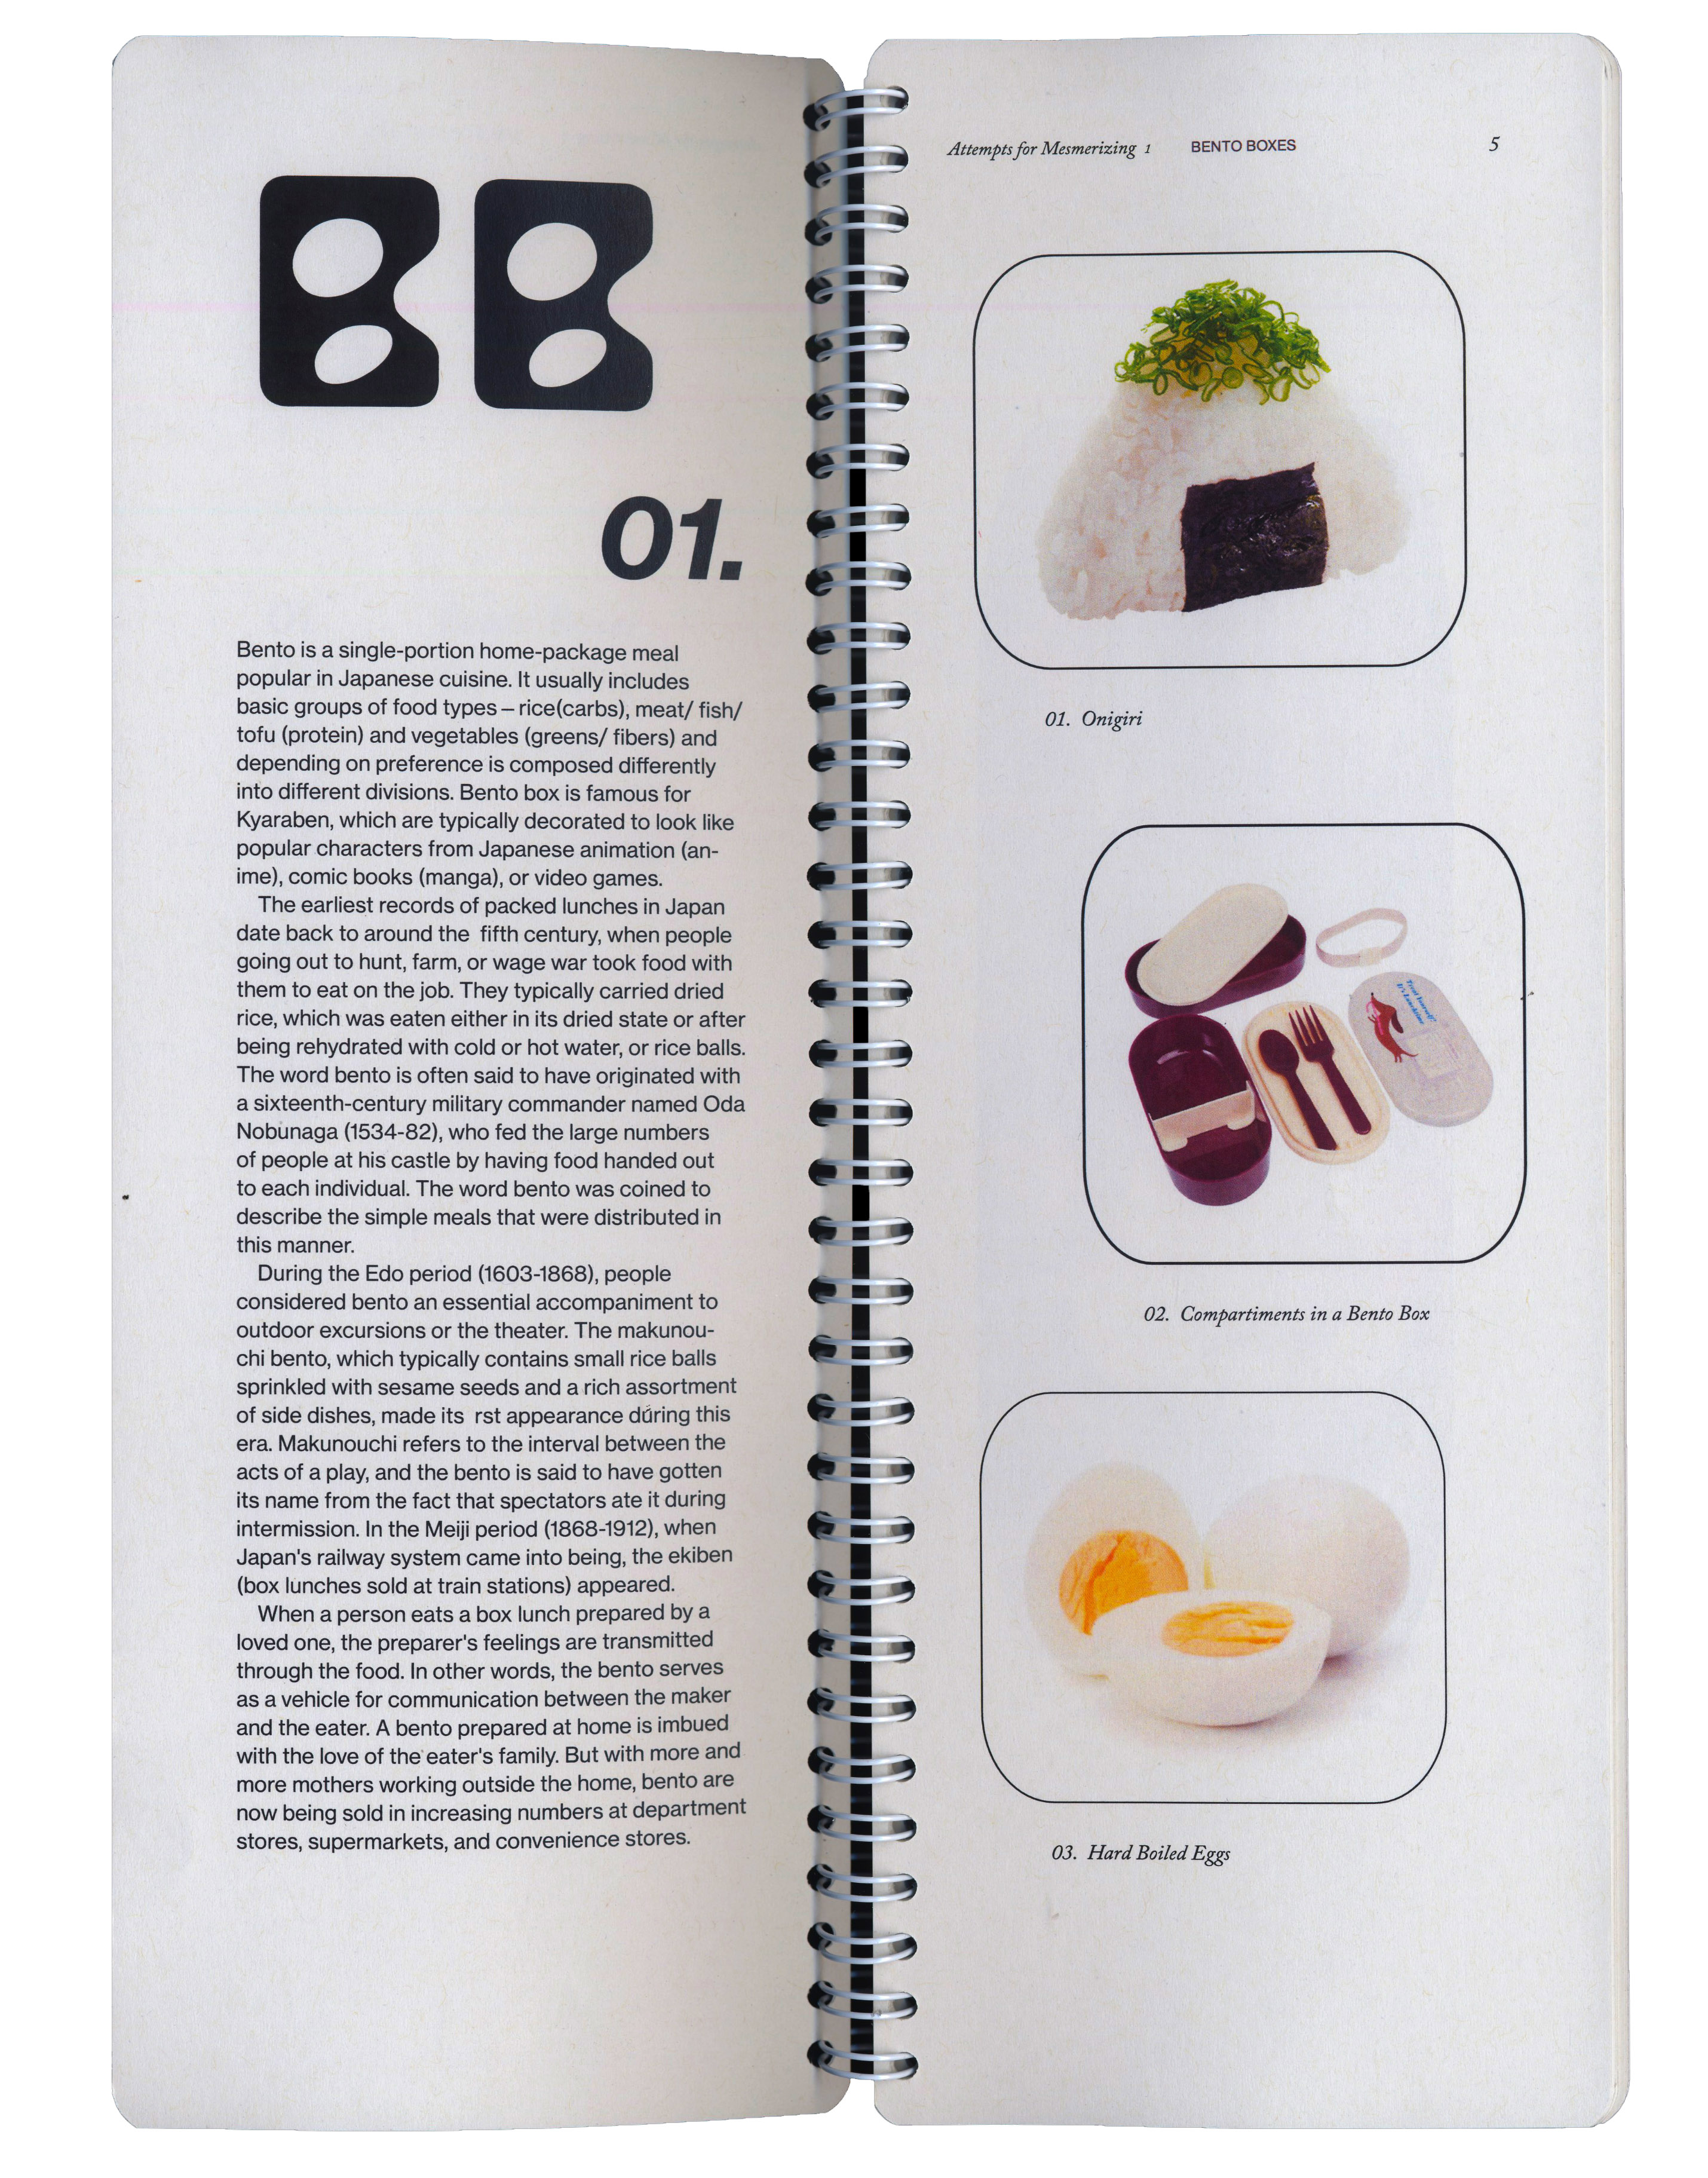 BB
01.
Bento is a single-portion home-package meal
popular in Japanese cuisine. It usually includes
basic groups of food types – rice(carbs), meat/ fish/
tofu (protein) and vegetables (greens/ fibers) and
depending on preference is composed differently
into different divisions. Bento box is famous for
Kyaraben, which are typically decorated to look like
popular characters from Japanese animation (an-
ime), comic books (manga), or video games.
The earliest records of packed lunches in Japan
date back to around the fifth century, when people
going out to hunt, farm, or wage war took food with
them to eat on the job. They typically carried dried
rice, which was eaten either in its dried state or after
being rehydrated with cold or hot water, or rice balls.
The word bento is often said to have originated with
a sixteenth-century military commander named Oda
Nobunaga (1534-82), who fed the large numbers
of people at his castle by having food handed out
to each individual. The word bento was coined to
describe the simple meals that were distributed in
this manner.
During the Edo period (1603-1868), people
considered bento an essential accompaniment to
outdoor excursions or the theater. The makunou-
chi bento, which typically contains small rice balls
sprinkled with sesame seeds and a rich assortment
of side dishes, made its rst appearance during this
era. Makunouchi refers to the interval between the
acts of a play, and the bento is said to have gotten
its name from the fact that spectators ate it during
intermission. In the Meiji period (1868-1912), when
Japan's railway system came into being, the ekiben
(box lunches sold at train stations) appeared.
When a person eats a box lunch prepared by a
loved one, the preparer's feelings are transmitted
through the food. In other words, the bento serves
as a vehicle for communication between the maker
and the eater. A bento prepared at home is imbued
with the love of the eater's family. But with more and
more mothers working outside the home, bento are
now being sold in increasing numbers at department
stores, supermarkets, and convenience stores.
Attempts for Mesmerizing 1 BENTO BOXES 5
01. Onigiri
Treat Yourself!
It's Lunchtime
02. Compartiments in a Bento Box
03. Hard Boiled Eggs